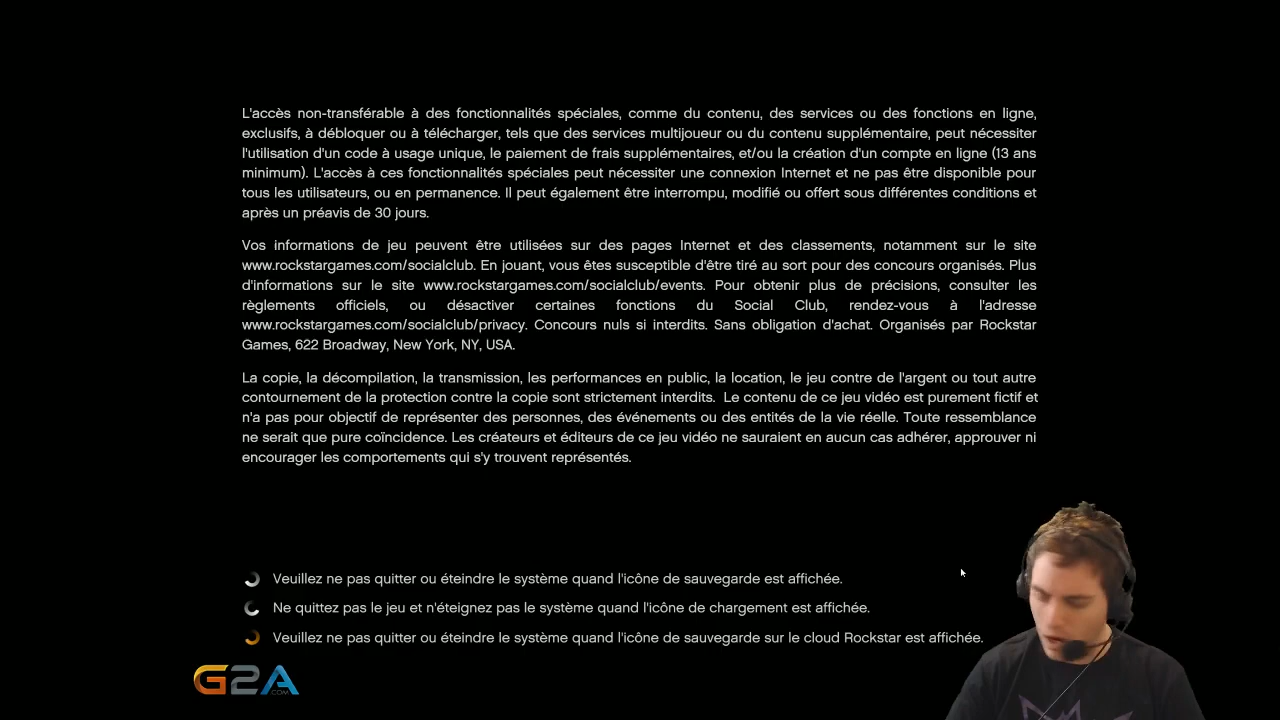 L'accès non-transférable à des fonctionnalités spéciales, comme du contenu, des services ou des fonctions en ligne,
exclusifs, à débloquer ou à télécharger, tels que des services multijoueur ou du contenu supplémentaire, peut nécessiter
l'utilisation d'un code à usage unique, le paiement de frais supplémentaires, et/ou la création d'un compte en ligne (13 ans
minimum). L'accès à ces fonctionnalités spéciales peut nécessiter une connexion Internet et ne pas être disponible pour
tous les utilisateurs, ou en permanence. Il peut également être interrompu, modifié ou offert sous différentes conditions et
après un préavis de 30 jours.
Vos informations de jeu peuvent être utilisées sur des pages Internet et des classements, notamment sur le site
www.rockstargames.com/socialclub. En jouant, vous êtes susceptible d'être tiré au sort pour des concours organisés. Plus
d'informations sur le site www.rockstargames.com/socialclub/events. Pour obtenir plus de précisions, consulter les
règlements officiels, ou désactiver certaines fonctions du Social Club, rendez-vous à l'adresse
www.rockstargames.com/socialclub/privacy. Concours nuls si interdits. Sans obligation d'achat. Organisés par Rockstar
Games, 622 Broadway, New York, NY, USA.
La copie, la décompilation, la transmission, les performances en public, la location, le jeu contre de l'argent ou tout autre
contournement de la protection contre la copie sont strictement interdits. Le contenu de ce jeu vidéo est purement fictif et
n'a pas pour objectif de représenter des personnes, des événements ou des entités de la vie réelle. Toute ressemblance
ne serait que pure coïncidence. Les créateurs et éditeurs de ce jeu vidéo ne sauraient en aucun cas adhérer, approuver ni
encourager les comportements qui s'y trouvent représentés.
Veuillez ne pas quitter ou éteindre le système quand l'icône de sauvegarde est affichée.
Ne quittez pas le jeu et n'éteignez pas le système quand l'icône de chargement est affichée.
Veuillez ne pas quitter ou éteindre le système quand l'icône de sauvegarde sur le cloud Rockstar est affichée.
G2A
.COM